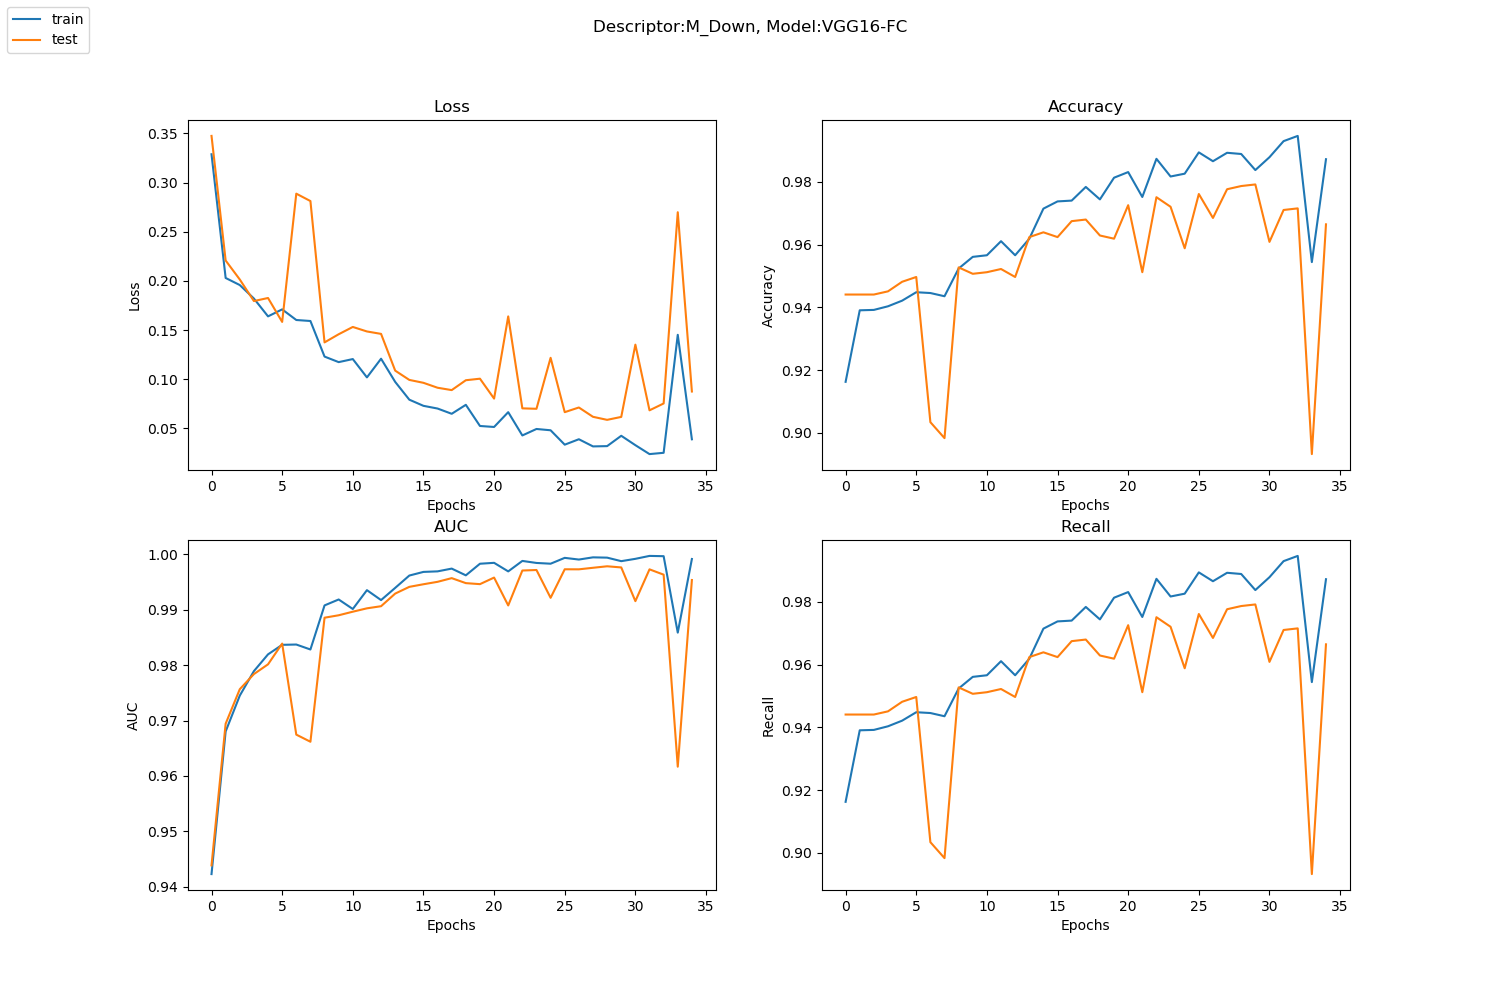 train
test
Descriptor:M_Down, Model:VGG16-FC
Loss
0.35
0.30
0.25
0.20
0.15
0.10
0.05
Loss
0 5 10 15 20 25 30 35
Epochs
Accuracy
0.98
0.96
0.94
0.92
0.90
Accuracy
0 5 10 15 20 25 30 35
Epochs
AUC
1.00
0.99
0.98
0.97
0.96
0.95
0.94
AUC
0 5 10 15 20 25 30 35
Epochs
Recall
0.98
0.96
0.94
0.92
0.90
Recall
0 5 10 15 20 25 30 35
Epochs